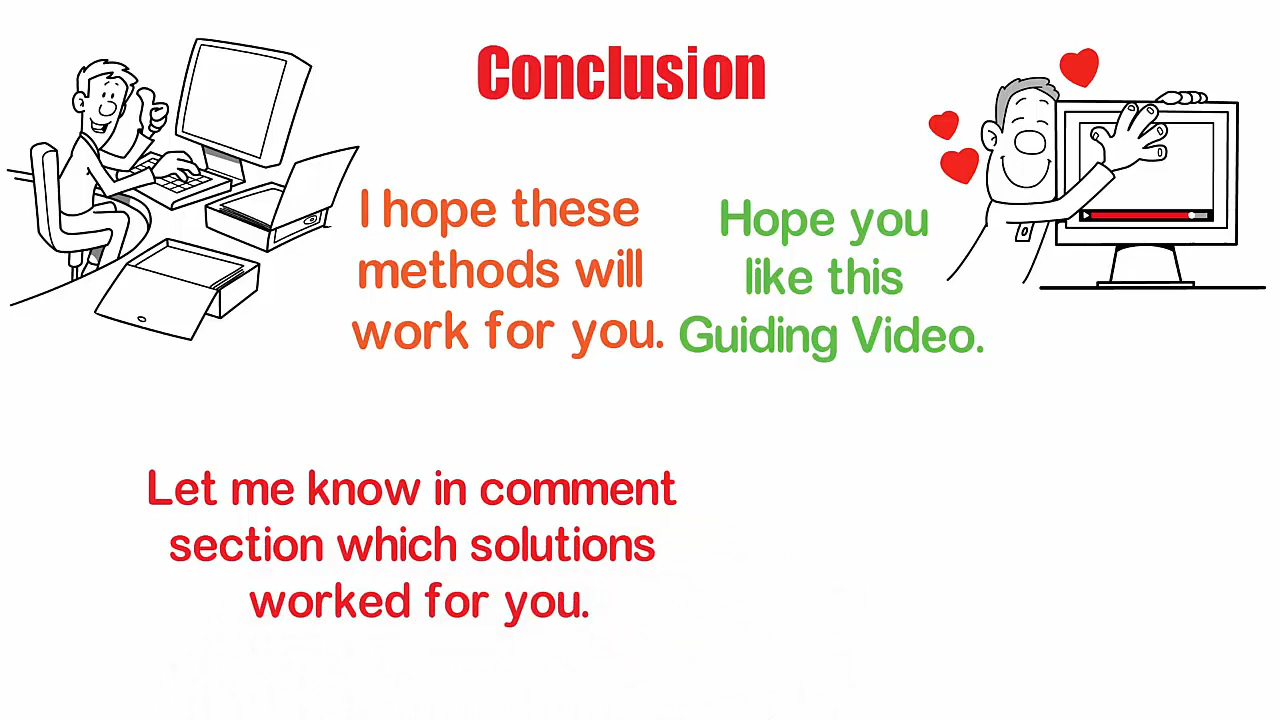 Conclusion
I hope these
methods will
work for you.
Hope you
like this
Guiding Video.
Let me know in comment
section which solutions
worked for you.